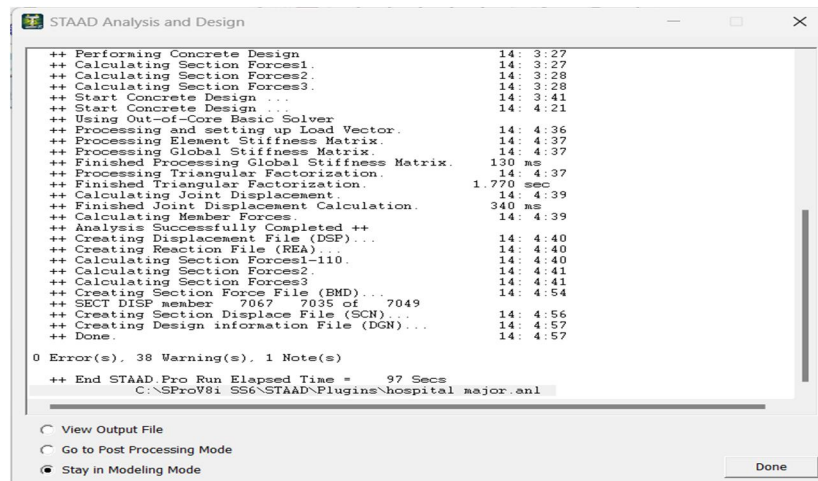 STAAD Analysis and Design
++ Performing Concrete Design 14: 3:27
++ Calculating Section Forces1. 14: 3:27
++ Calculating Section Forces2. 14: 3:28
++ Calculating Section Forces3. 14: 3:28
++ Start Concrete Design ... 14: 3:41
++ Start Concrete Design ... 14: 4:21
++ Using Out-of-Core Basic Solver
++ Processing and setting up Load Vector. 14: 4:36
++ Processing Element Stiffness Matrix. 14: 4:37
++ Processing Global Stiffness Matrix. 14: 4:37
++ Finished Processing Global Stiffness Matrix. 130 ms
++ Processing Triangular Factorization. 14: 4:37
++ Finished Triangular Factorization. 1.770 sec
++ Calculating Joint Displacement. 14: 4:39
++ Finished Joint Displacement Calculation. 340 ms
++ Calculating Member Forces. 14: 4:39
++ Analysis Successfully Completed ++
++ Creating Displacement File (DSP)... 14: 4:40
++ Creating Reaction File (REA)... 14: 4:40
++ Calculating Section Forces1-110. 14: 4:40
++ Calculating Section Forces2. 14: 4:41
++ Calculating Section Forces3 14: 4:41
++ Creating Section Force File (BMD)... 14: 4:54
++ SECT DISP member 7067 7035 of 7049
++ Creating Section Displace File (SCN)... 14: 4:56
++ Creating Design information File (DGN)... 14: 4:57
++ Done. 14: 4:57
0 Error(s), 38 Warning(s), 1 Note(s)
++ End STAAD.Pro Run Elapsed Time = 97 Secs
C:\SProV8i SS6\STAAD\Plugins\hospital major.anl
View Output File
Go to Post Processing Mode
Stay in Modeling Mode
Done